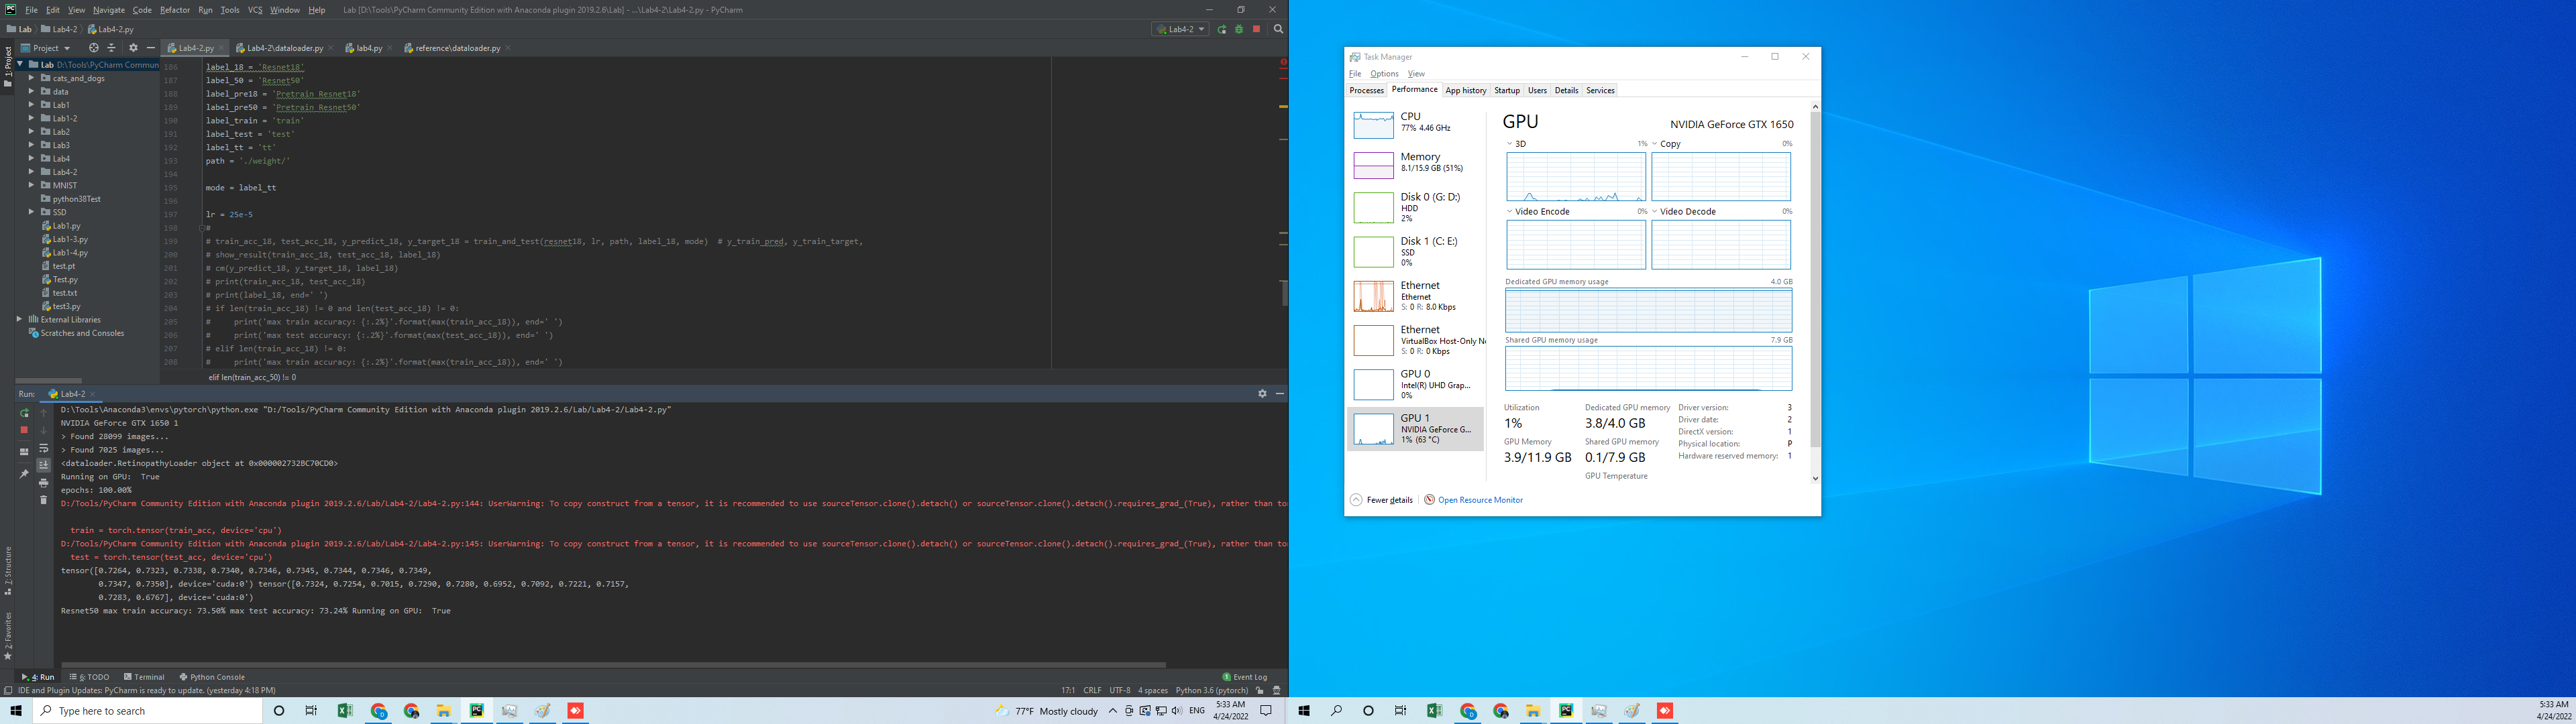 File Edit View Navigate Code Refactor Run Tools VCS Window Help Lab [D:\Tools\PyCharm Community Edition with Anaconda plugin 2019.2.6\Lab] - ...\Lab4-2\Lab4-2.py - PyCharm
Lab Lab4-2 Lab4-2.py Lab4-2
Project Lab4-2.py Lab4-2\dataloader.py lab4.py reference\dataloader.py
1: Project
Lab D:\Tools\PyCharm Commun
cats_and_dogs
data
Lab1
Lab1-2
Lab2
Lab3
Lab4
Lab4-2
MNIST
python38Test
SSD
Lab1.py
Lab1-3.py
Lab1-4.py
test.pt
Test.py
test.txt
test3.py
External Libraries
Scratches and Consoles
186 label_18 = 'Resnet18'
187 label_50 = 'Resnet50'
188 label_pre18 = 'Pretrain Resnet18'
189 label_pre50 = 'Pretrain Resnet50'
190 label_train = 'train'
191 label_test = 'test'
192 label_tt = 'tt'
193 path = './weight/'
194
195 mode = label_tt
196
197 lr = 25e-5
198 #
199 # train_acc_18, test_acc_18, y_predict_18, y_target_18 = train_and_test(resnet18, lr, path, label_18, mode)  # y_train_pred, y_train_target,
200 # show_result(train_acc_18, test_acc_18, label_18)
201 # cm(y_predict_18, y_target_18, label_18)
202 # print(train_acc_18, test_acc_18)
203 # print(label_18, end=' ')
204 # if len(train_acc_18) != 0 and len(test_acc_18) != 0:
205 #     print('max train accuracy: {:.2%}'.format(max(train_acc_18)), end=' ')
206 #     print('max test accuracy: {:.2%}'.format(max(test_acc_18)), end=' ')
207 # elif len(train_acc_18) != 0:
208 #     print('max train accuracy: {:.2%}'.format(max(train_acc_18)), end=' ')
elif len(train_acc_50) != 0
Run: Lab4-2
D:\Tools\Anaconda3\envs\pytorch\python.exe "D:/Tools/PyCharm Community Edition with Anaconda plugin 2019.2.6/Lab/Lab4-2/Lab4-2.py"
NVIDIA GeForce GTX 1650 1
> Found 28099 images...
> Found 7025 images...
<dataloader.RetinopathyLoader object at 0x000002732BC70CD0>
Running on GPU:  True
epochs: 100.00%
D:/Tools/PyCharm Community Edition with Anaconda plugin 2019.2.6/Lab/Lab4-2/Lab4-2.py:144: UserWarning: To copy construct from a tensor, it is recommended to use sourceTensor.clone().detach() or sourceTensor.clone().detach().requires_grad_(True), rather than to
train = torch.tensor(train_acc, device='cpu')
D:/Tools/PyCharm Community Edition with Anaconda plugin 2019.2.6/Lab/Lab4-2/Lab4-2.py:145: UserWarning: To copy construct from a tensor, it is recommended to use sourceTensor.clone().detach() or sourceTensor.clone().detach().requires_grad_(True), rather than to
test = torch.tensor(test_acc, device='cpu')
tensor([0.7264, 0.7323, 0.7338, 0.7340, 0.7346, 0.7345, 0.7344, 0.7346, 0.7349,
0.7347, 0.7350], device='cuda:0') tensor([0.7324, 0.7254, 0.7015, 0.7290, 0.7280, 0.6952, 0.7092, 0.7221, 0.7157,
0.7283, 0.6767], device='cuda:0')
Resnet50 max train accuracy: 73.50% max test accuracy: 73.24% Running on GPU:  True
7: Structure
2: Favorites
4: Run 6: TODO Terminal Python Console 1 Event Log
IDE and Plugin Updates: PyCharm is ready to update. (yesterday 4:18 PM) 17:1 CRLF UTF-8 4 spaces Python 3.6 (pytorch)
Type here to search 77°F Mostly cloudy ENG 5:33 AM
4/24/2022
Task Manager
File Options View
Processes Performance App history Startup Users Details Services
CPU
77% 4.46 GHz
Memory
8.1/15.9 GB (51%)
Disk 0 (G: D:)
HDD
2%
Disk 1 (C: E:)
SSD
0%
Ethernet
Ethernet
S: 0 R: 8.0 Kbps
Ethernet
VirtualBox Host-Only Ne
S: 0 R: 0 Kbps
GPU 0
Intel(R) UHD Grap...
0%
GPU 1
NVIDIA GeForce G...
1% (63 °C)
GPU NVIDIA GeForce GTX 1650
3D 1% Copy 0%
Video Encode 0% Video Decode 0%
Dedicated GPU memory usage 4.0 GB
Shared GPU memory usage 7.9 GB
Utilization
1%
GPU Memory
3.9/11.9 GB
Dedicated GPU memory
3.8/4.0 GB
Shared GPU memory
0.1/7.9 GB
GPU Temperature
Driver version: 3
Driver date: 2
DirectX version: 1
Physical location: P
Hardware reserved memory: 1
Fewer details Open Resource Monitor
5:33 AM
4/24/2022